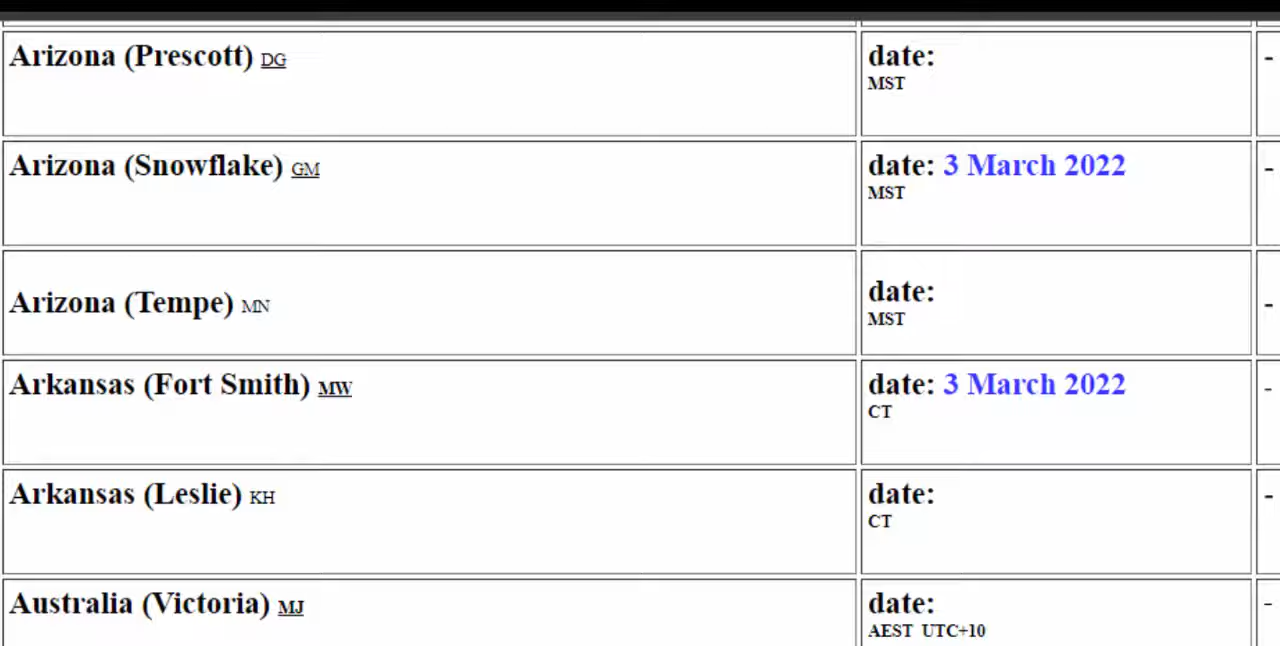 Arizona (Prescott) DG
date:
MST
-
Arizona (Snowflake) GM
date: 3 March 2022
MST
-
Arizona (Tempe) MN
date:
MST
-
Arkansas (Fort Smith) MW
date: 3 March 2022
CT
-
Arkansas (Leslie) KH
date:
CT
-
Australia (Victoria) MJ
date:
AEST UTC+10
-